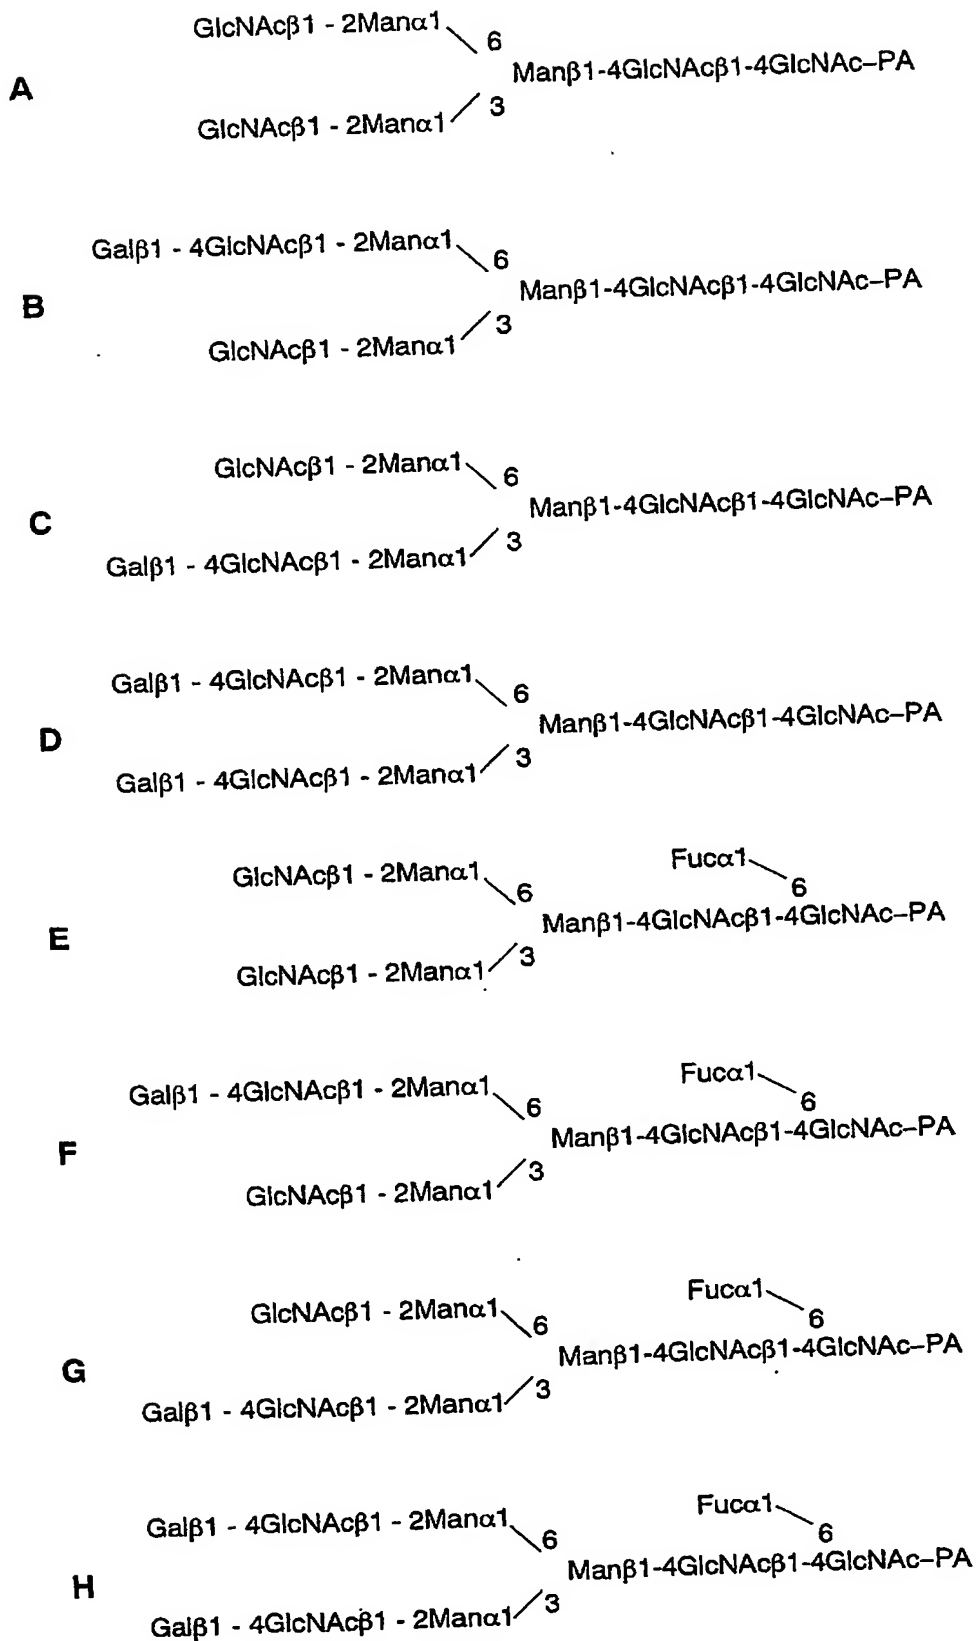 GlcNAcβ1 - 2Manα1
6
A
Manβ1-4GlcNAcβ1-4GlcNAc–PA
3
GlcNAcβ1 - 2Manα1
Galβ1 - 4GlcNAcβ1 - 2Manα1
6
B
Manβ1-4GlcNAcβ1-4GlcNAc–PA
3
GlcNAcβ1 - 2Manα1
GlcNAcβ1 - 2Manα1
6
C
Manβ1-4GlcNAcβ1-4GlcNAc–PA
3
Galβ1 - 4GlcNAcβ1 - 2Manα1
Galβ1 - 4GlcNAcβ1 - 2Manα1
6
D
Manβ1-4GlcNAcβ1-4GlcNAc–PA
3
Galβ1 - 4GlcNAcβ1 - 2Manα1
Fucα1
GlcNAcβ1 - 2Manα1
6
6
E
Manβ1-4GlcNAcβ1-4GlcNAc–PA
3
GlcNAcβ1 - 2Manα1
Fucα1
Galβ1 - 4GlcNAcβ1 - 2Manα1
6
6
F
Manβ1-4GlcNAcβ1-4GlcNAc–PA
3
GlcNAcβ1 - 2Manα1
Fucα1
GlcNAcβ1 - 2Manα1
6
6
G
Manβ1-4GlcNAcβ1-4GlcNAc–PA
3
Galβ1 - 4GlcNAcβ1 - 2Manα1
Fucα1
Galβ1 - 4GlcNAcβ1 - 2Manα1
6
6
H
Manβ1-4GlcNAcβ1-4GlcNAc–PA
3
Galβ1 - 4GlcNAcβ1 - 2Manα1